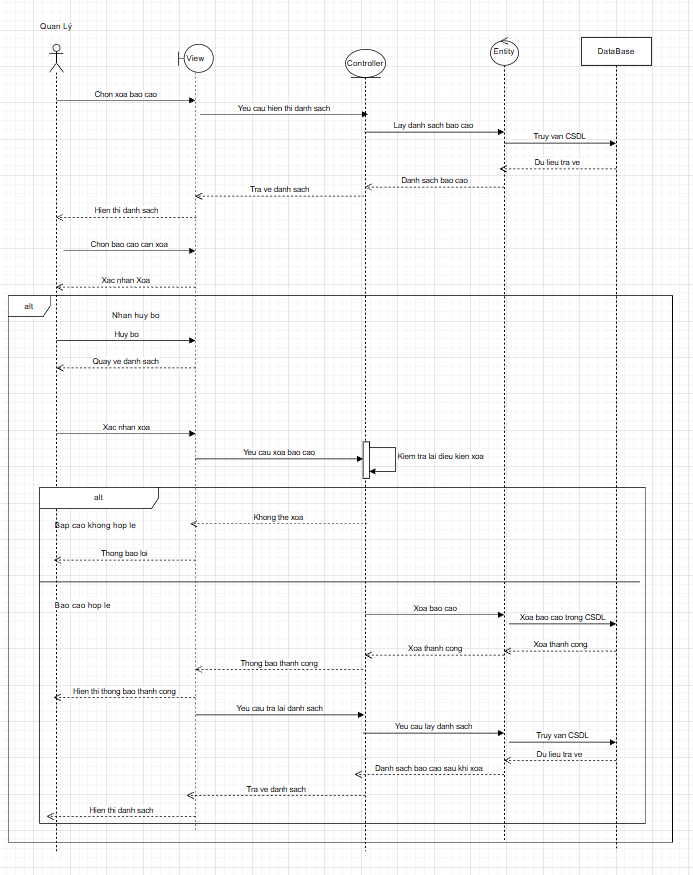 Quan Lý
View
Controller
Entity
DataBase
Chon xoa bao cao
Yeu cau hien thi danh sach
Lay danh sach bao cao
Truy van CSDL
Du lieu tra ve
Danh sach bao cao
Tra ve danh sach
Hien thi danh sach
Chon bao cao can xoa
Xac nhan Xoa
alt
Nhan huy bo
Huy bo
Quay ve danh sach
Xac nhan xoa
Yeu cau xoa bao cao
Kiem tra lai dieu kien xoa
alt
Khong the xoa
Bap cao khong hop le
Thong bao loi
Bao cao hop le
Xoa bao cao
Xoa bao cao trong CSDL
Xoa thanh cong
Xoa thanh cong
Thong bao thanh cong
Hien thi thong bao thanh cong
Yeu cau tra lai danh sach
Yeu cau lay danh sach
Truy van CSDL
Du lieu tra ve
Danh sach bao cao sau khi xoa
Tra ve danh sach
Hien thi danh sach